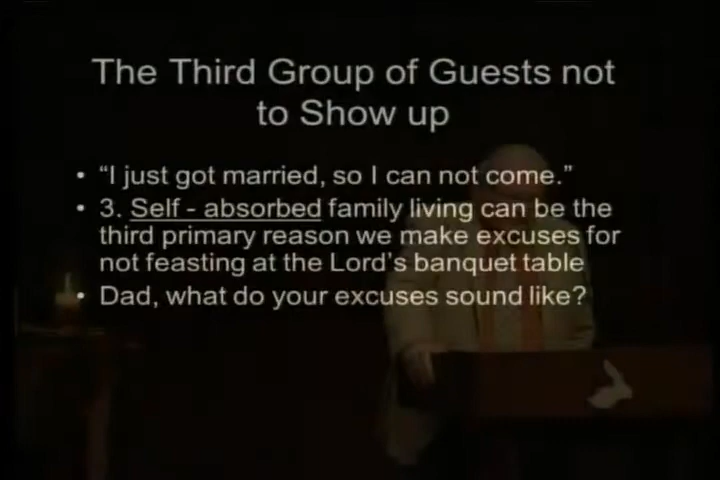 The Third Group of Guests not
to Show up
• “I just got married, so I can not come.”
• 3. Self - absorbed family living can be the
third primary reason we make excuses for
not feasting at the Lord’s banquet table
• Dad, what do your excuses sound like?